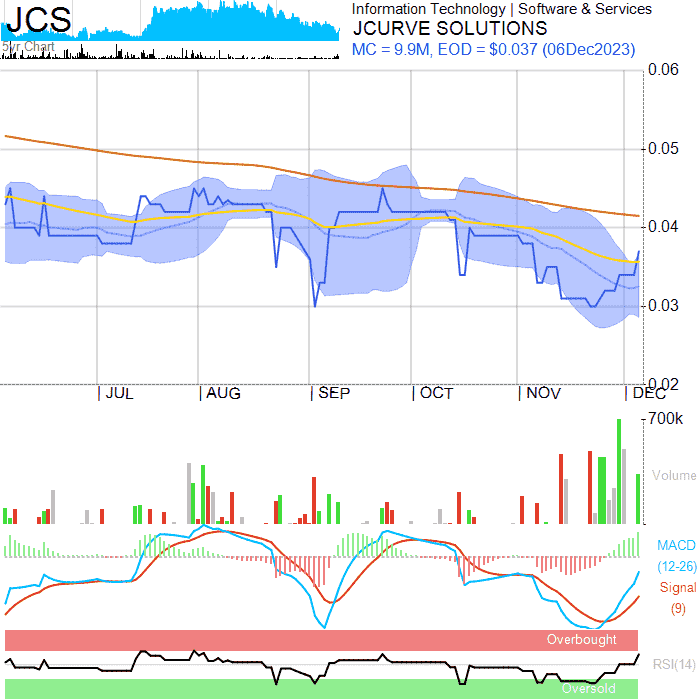 JCS
5yr Chart
Information Technology | Software & Services
JCURVE SOLUTIONS
MC = 9.9M, EOD = $0.037 (06Dec2023)
0.06
0.05
0.04
0.03
0.02
JUL AUG SEP OCT NOV DEC
700k
Volume
MACD
(12-26)
Signal
(9)
Overbought
RSI(14)
Oversold